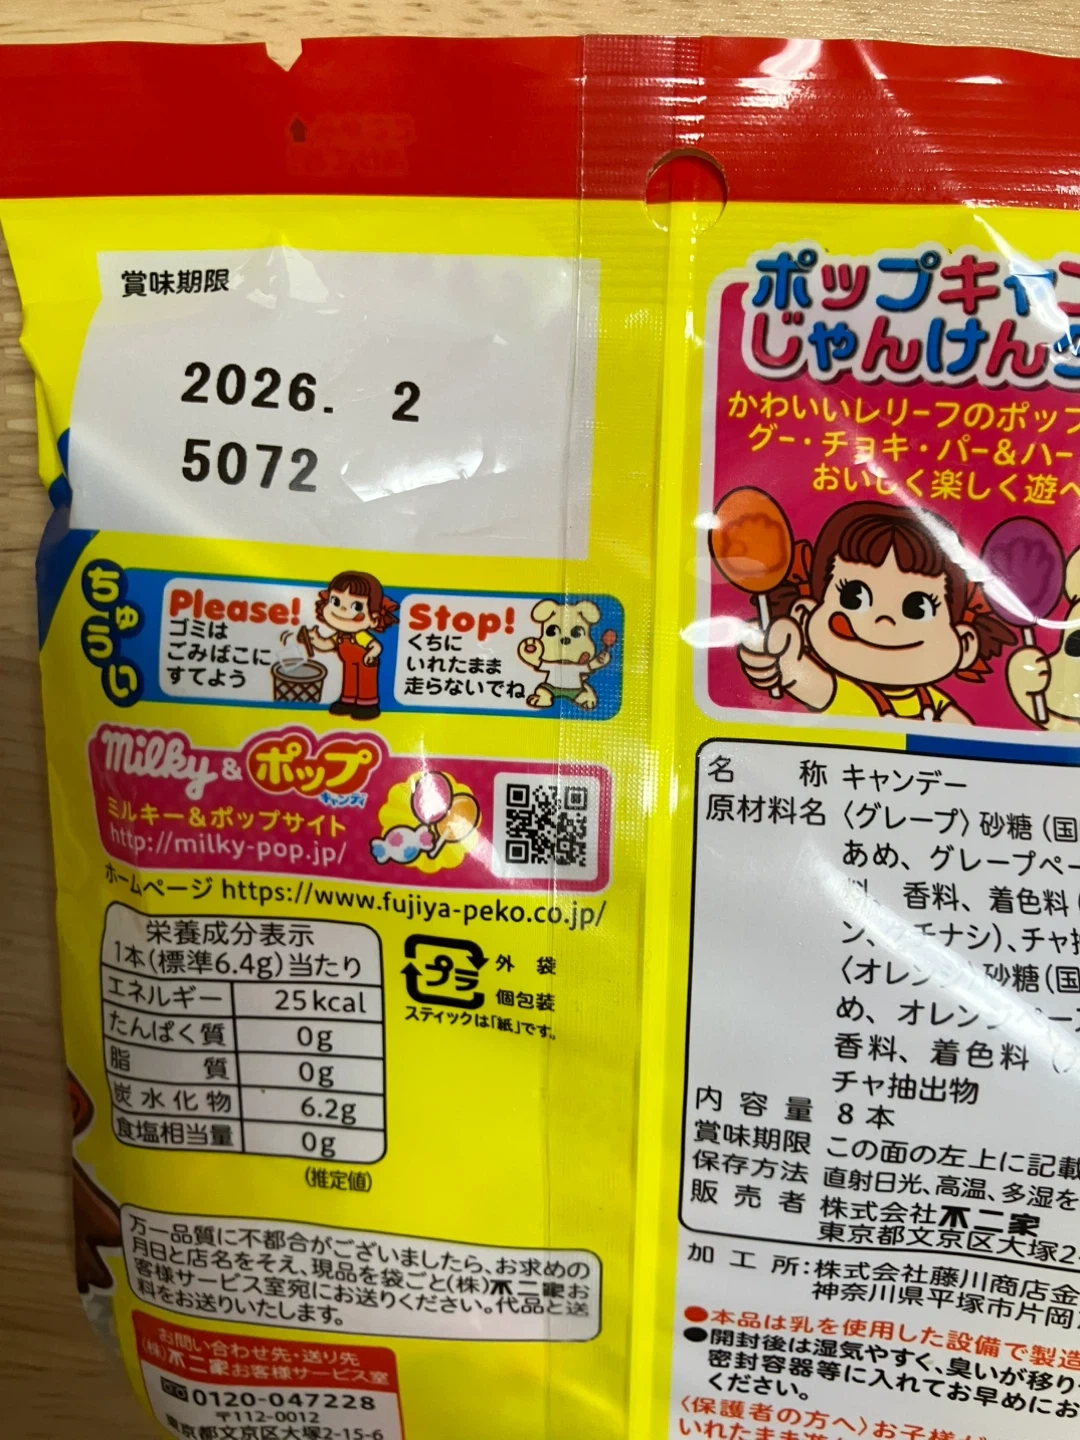 賞味期限
2026. 2
5072
ちゅうい
Please!
ゴミは
ごみばこに
すてよう
Stop!
くちに
いれたまま
走らないでね
milky & ポップ
キャンディ
ミルキー&ポップサイト
http://milky-pop.jp/
ホームページ https://www.fujiya-peko.co.jp/
栄養成分表示
1本(標準6.4g)当たり
エネルギー 25kcal
たんぱく質 0g
脂質 0g
炭水化物 6.2g
食塩相当量 0g
(推定値)
プラ
外袋
個包装
スティックは「紙」です。
万一品質に不都合がございましたら、お求めの
月日と店名をそえ、現品を袋ごと(株)不二家お
客様サービス室宛にお送りください。代品と送
料をお送りいたします。
お問い合わせ先・送り先
(株)不二家お客様サービス室
0120-047228
〒112-0012
東京都文京区大塚2-15-6
ポップキャン
じゃんけん
かわいいレリーフのポップ
グー・チョキ・パー&ハー
おいしく楽しく遊べ
名称 キャンデー
原材料名 〈グレープ〉砂糖(国
あめ、グレープペー
料、香料、着色料(
ン、クチナシ)、チャ抽
〈オレンジ〉砂糖(国
め、オレンジペース
香料、着色料(
チャ抽出物
内容量 8本
賞味期限 この面の左上に記載
保存方法 直射日光、高温、多湿を
販売者 株式会社不二家
東京都文京区大塚2
加工所:株式会社藤川商店金
神奈川県平塚市片岡
●本品は乳を使用した設備で製造
●開封後は湿気やすく、臭いが移り
密封容器等に入れてお早めにお
ください。
〈保護者の方へ〉お子様が
いれたまま